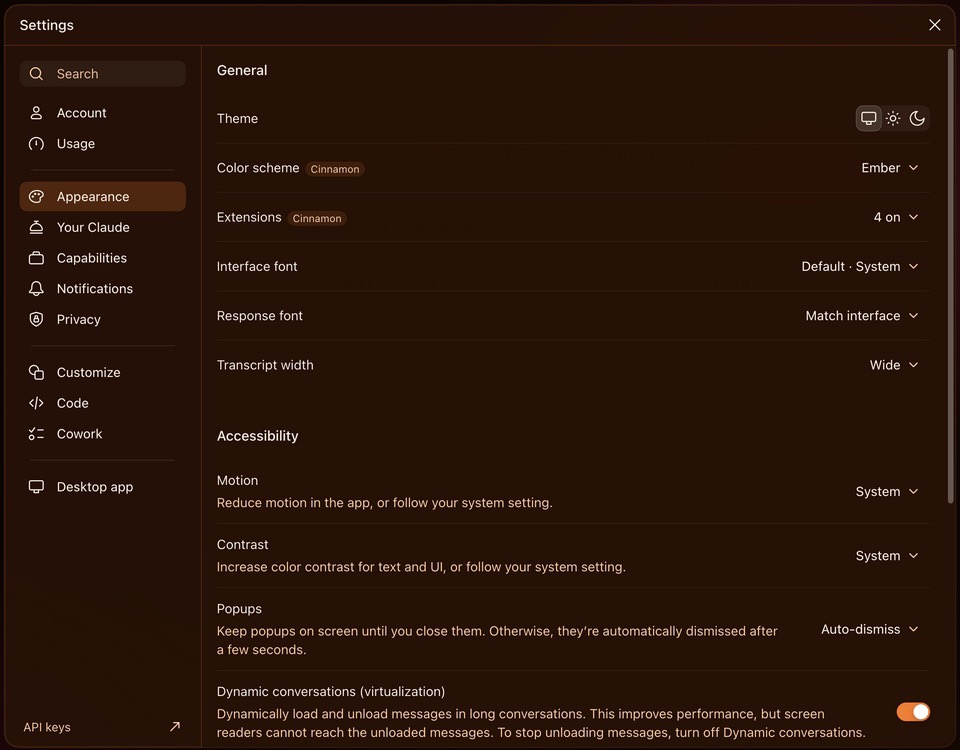 Settings
Search
Account
Usage
Appearance
Your Claude
Capabilities
Notifications
Privacy
Customize
Code
Cowork
Desktop app
API keys
General
Theme
Color scheme Cinnamon Ember
Extensions Cinnamon 4 on
Interface font Default · System
Response font Match interface
Transcript width Wide
Accessibility
Motion
Reduce motion in the app, or follow your system setting.
System
Contrast
Increase color contrast for text and UI, or follow your system setting.
System
Popups
Keep popups on screen until you close them. Otherwise, they’re automatically dismissed after
a few seconds.
Auto-dismiss
Dynamic conversations (virtualization)
Dynamically load and unload messages in long conversations. This improves performance, but screen
readers cannot reach the unloaded messages. To stop unloading messages, turn off Dynamic conversations.